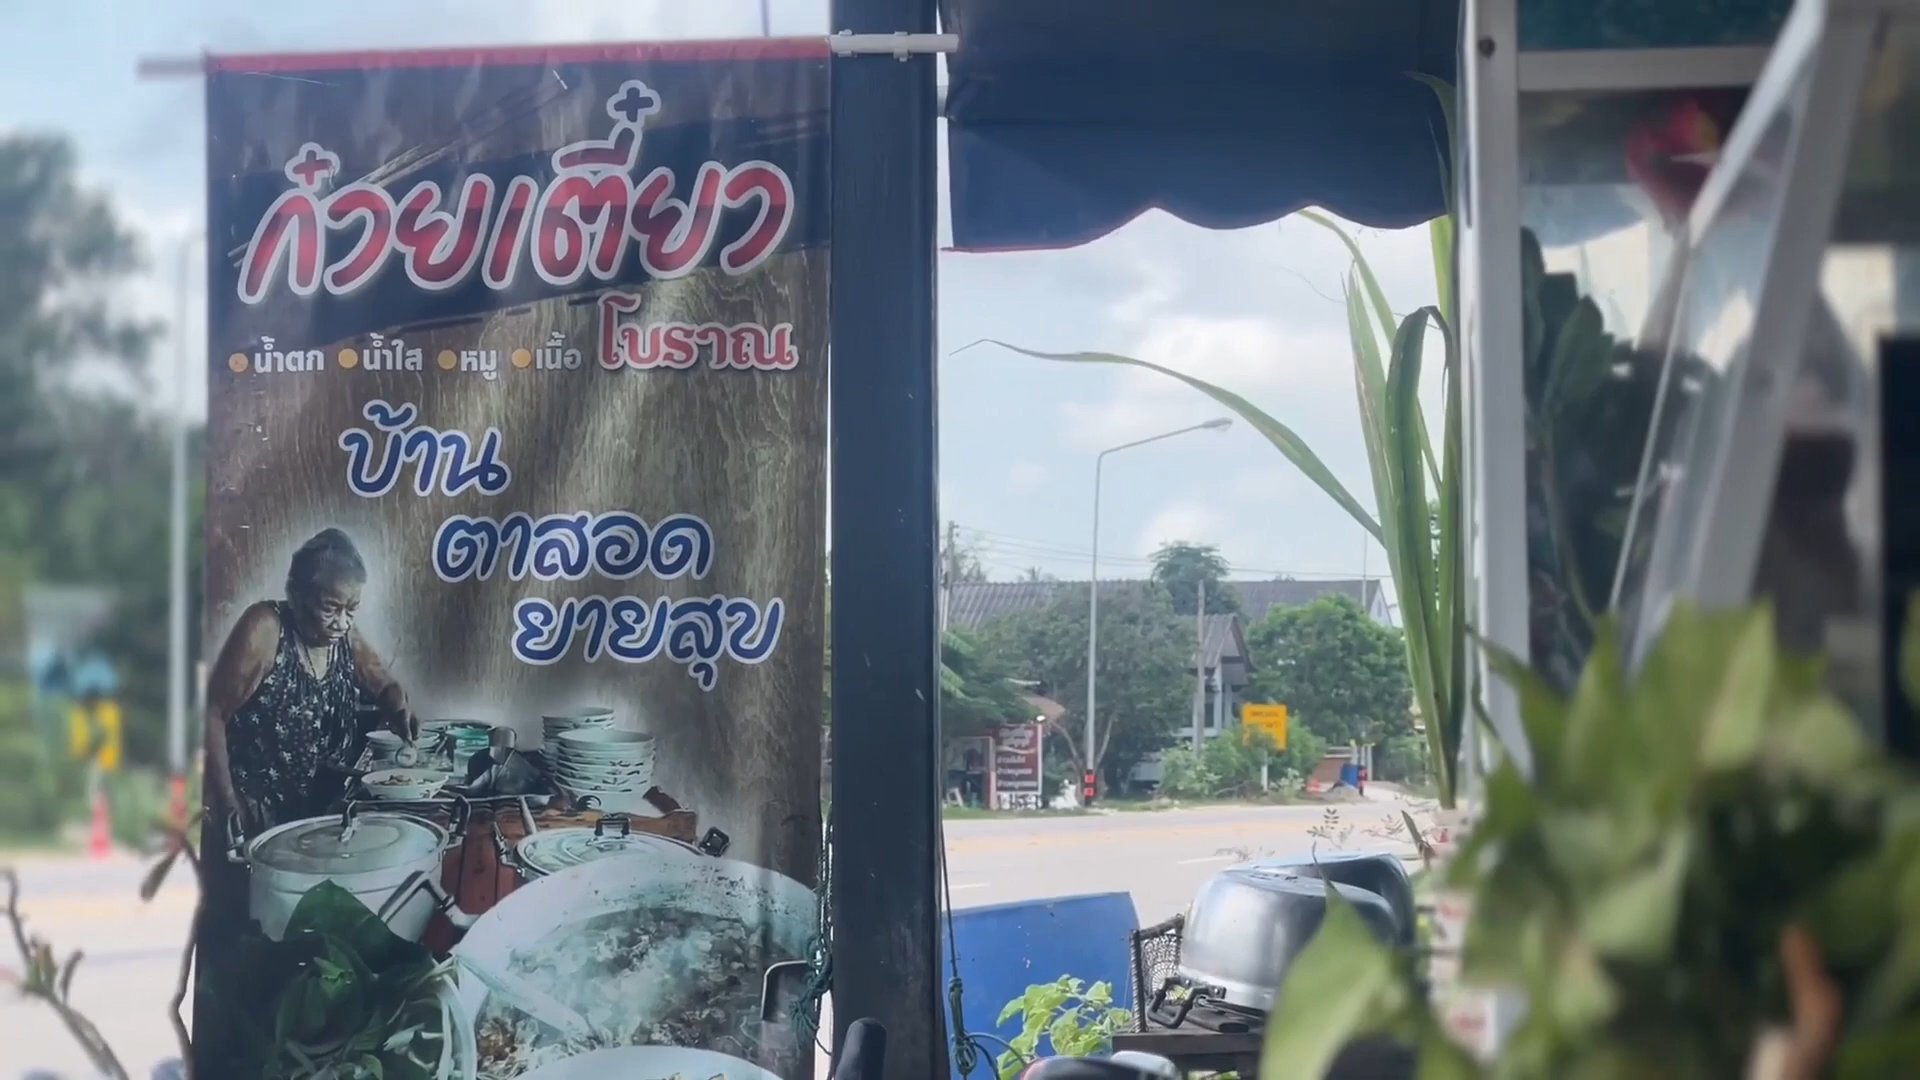 ก๋วยเตี๋ยว
โบราณ
น้ำตก น้ำใส หมู เนื้อ
บ้าน
ตาสอด
ยายสุข